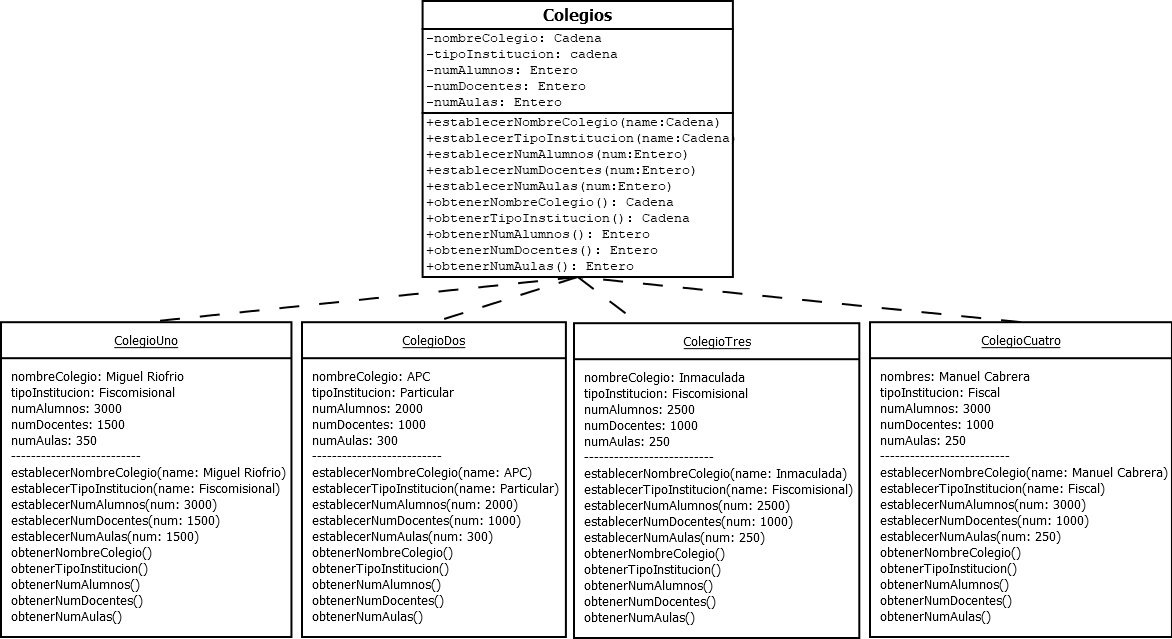 Colegios
-nombreColegio: Cadena
-tipoInstitucion: cadena
-numAlumnos: Entero
-numDocentes: Entero
-numAulas: Entero
+establecerNombreColegio(name:Cadena)
+establecerTipoInstitucion(name:Cadena)
+establecerNumAlumnos(num:Entero)
+establecerNumDocentes(num:Entero)
+establecerNumAulas(num:Entero)
+obtenerNombreColegio(): Cadena
+obtenerTipoInstitucion(): Cadena
+obtenerNumAlumnos(): Entero
+obtenerNumDocentes(): Entero
+obtenerNumAulas(): Entero
ColegioUno
nombreColegio: Miguel Riofrio
tipoInstitucion: Fiscomisional
numAlumnos: 3000
numDocentes: 1500
numAulas: 350
--------------------------
establecerNombreColegio(name: Miguel Riofrio)
establecerTipoInstitucion(name: Fiscomisional)
establecerNumAlumnos(num: 3000)
establecerNumDocentes(num: 1500)
establecerNumAulas(num: 1500)
obtenerNombreColegio()
obtenerTipoInstitucion()
obtenerNumAlumnos()
obtenerNumDocentes()
obtenerNumAulas()
ColegioDos
nombreColegio: APC
tipoInstitucion: Particular
numAlumnos: 2000
numDocentes: 1000
numAulas: 300
--------------------------
establecerNombreColegio(name: APC)
establecerTipoInstitucion(name: Particular)
establecerNumAlumnos(num: 2000)
establecerNumDocentes(num: 1000)
establecerNumAulas(num: 300)
obtenerNombreColegio()
obtenerTipoInstitucion()
obtenerNumAlumnos()
obtenerNumDocentes()
obtenerNumAulas()
ColegioTres
nombreColegio: Inmaculada
tipoInstitucion: Fiscomisional
numAlumnos: 2500
numDocentes: 1000
numAulas: 250
--------------------------
establecerNombreColegio(name: Inmaculada)
establecerTipoInstitucion(name: Fiscomisional)
establecerNumAlumnos(num: 2500)
establecerNumDocentes(num: 1000)
establecerNumAulas(num: 250)
obtenerNombreColegio()
obtenerTipoInstitucion()
obtenerNumAlumnos()
obtenerNumDocentes()
obtenerNumAulas()
ColegioCuatro
nombres: Manuel Cabrera
tipoInstitucion: Fiscal
numAlumnos: 3000
numDocentes: 1000
numAulas: 250
--------------------------
establecerNombreColegio(name: Manuel Cabrera)
establecerTipoInstitucion(name: Fiscal)
establecerNumAlumnos(num: 3000)
establecerNumDocentes(num: 1000)
establecerNumAulas(num: 250)
obtenerNombreColegio()
obtenerTipoInstitucion()
obtenerNumAlumnos()
obtenerNumDocentes()
obtenerNumAulas()